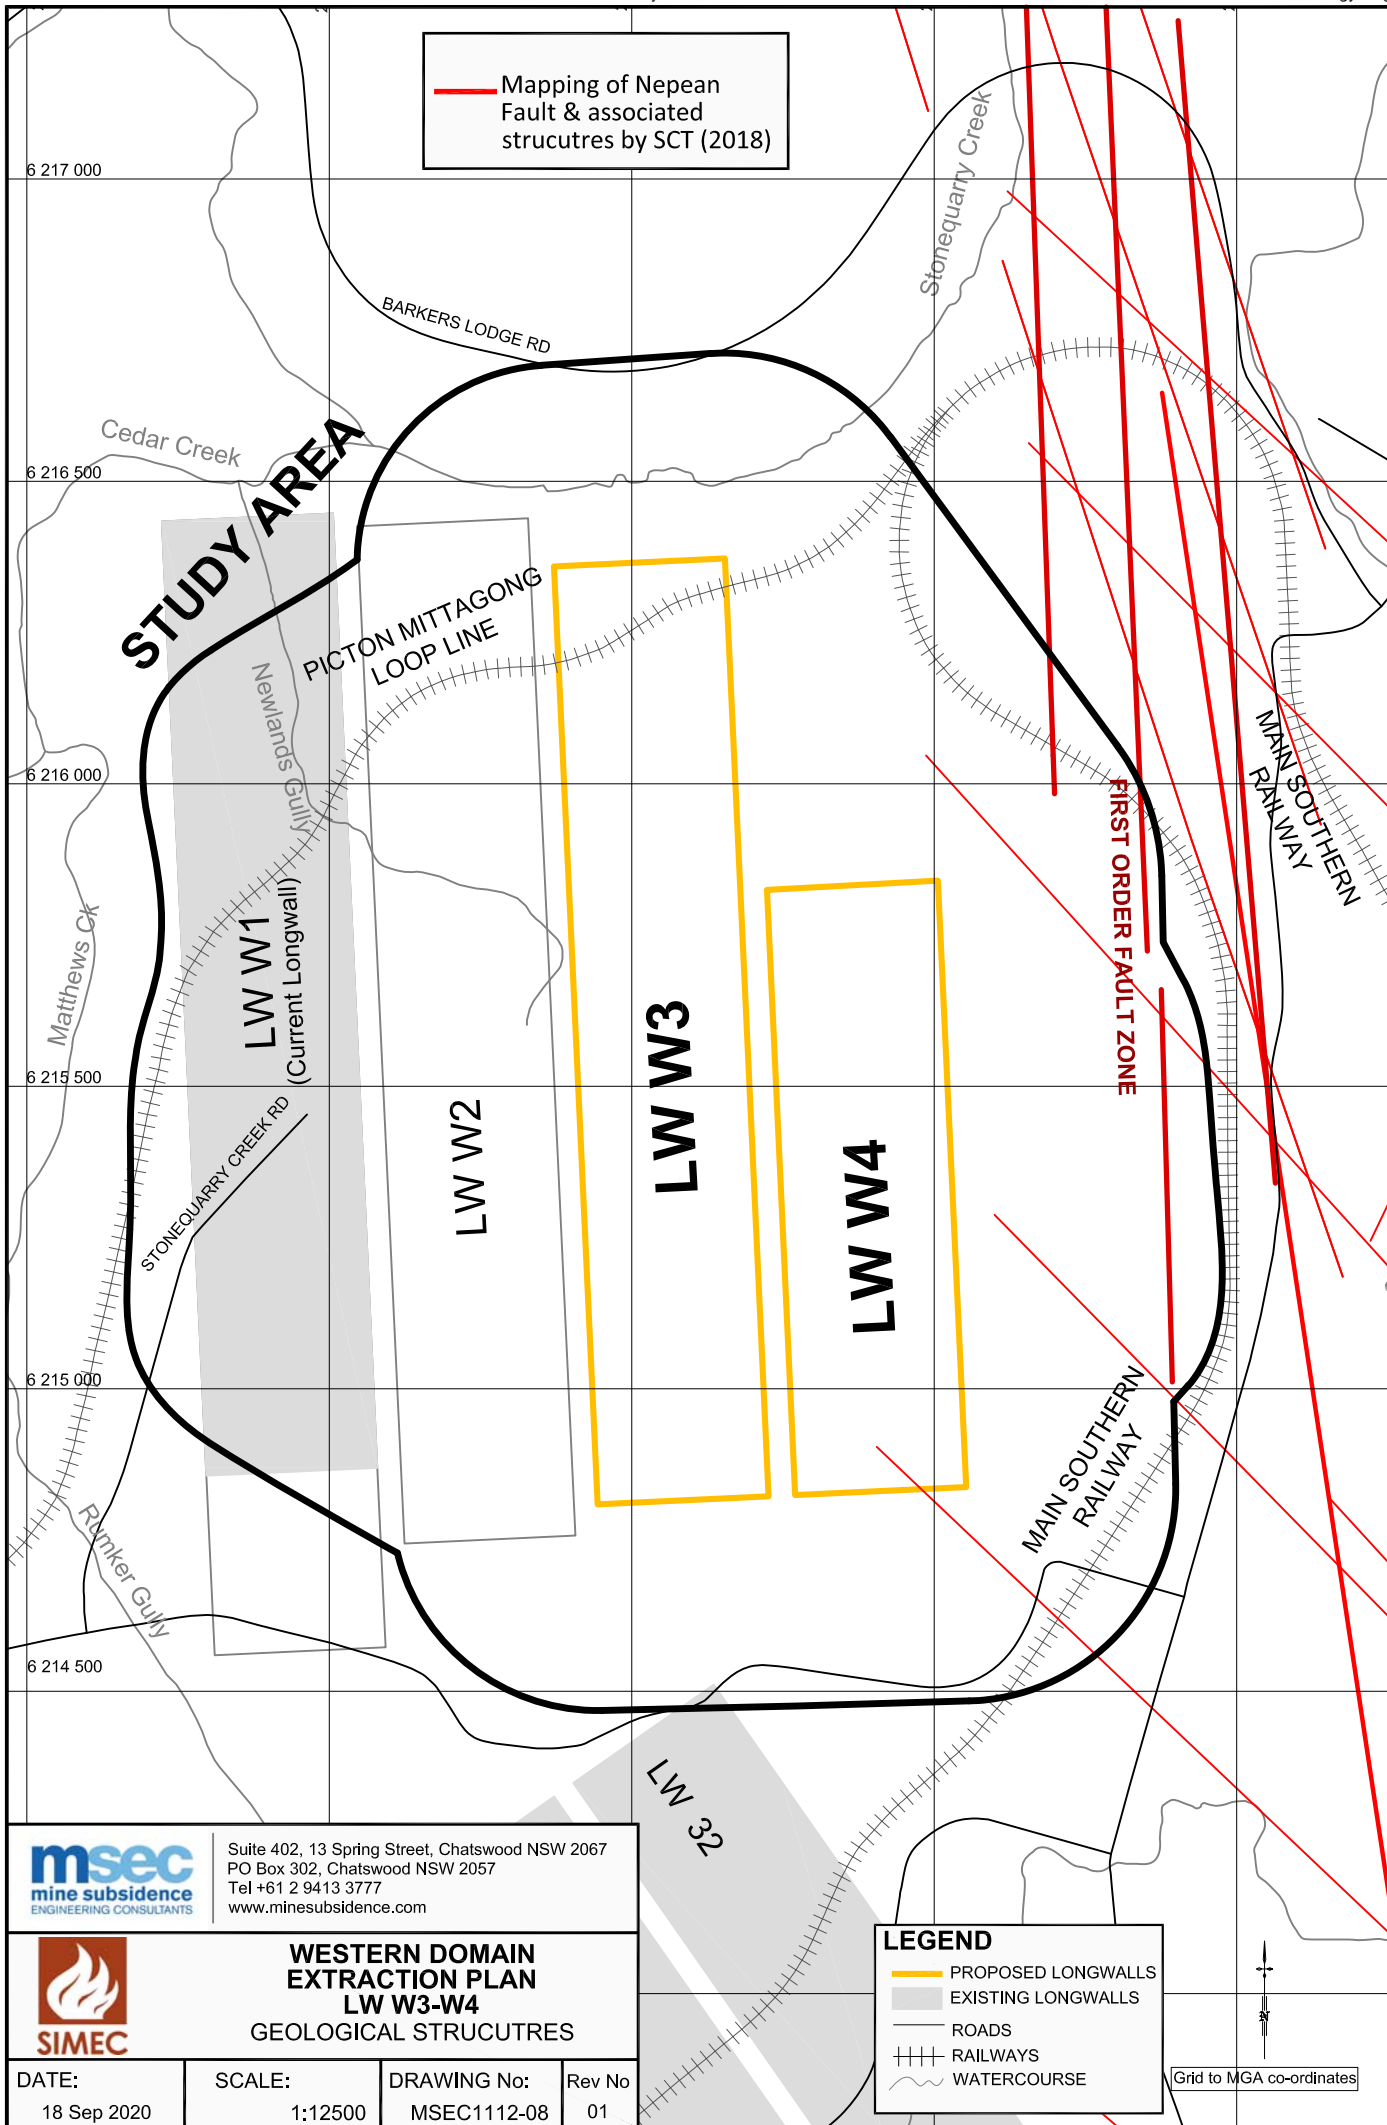 Mapping of Nepean
Fault & associated
strucutres by SCT (2018)
6 217 000
Stonequarry Creek
BARKERS LODGE RD
Cedar Creek
6 216 500
STUDY AREA
PICTON MITTAGONG
LOOP LINE
Newlands Gully
6 216 000
MAIN SOUTHERN
RAILWAY
FIRST ORDER FAULT ZONE
Matthews Ck
LW W1
(Current Longwall)
6 215 500
STONEQUARRY CREEK RD
LW W2
LW W3
LW W4
6 215 000
MAIN SOUTHERN
RAILWAY
Rumker Gully
6 214 500
LW 32
msec
mine subsidence
ENGINEERING CONSULTANTS
Suite 402, 13 Spring Street, Chatswood NSW 2067
PO Box 302, Chatswood NSW 2057
Tel +61 2 9413 3777
www.minesubsidence.com
SIMEC
WESTERN DOMAIN
EXTRACTION PLAN
LW W3-W4
GEOLOGICAL STRUCUTRES
DATE:
18 Sep 2020
SCALE:
1:12500
DRAWING No:
MSEC1112-08
Rev No
01
LEGEND
PROPOSED LONGWALLS
EXISTING LONGWALLS
ROADS
RAILWAYS
WATERCOURSE
N
Grid to MGA co-ordinates